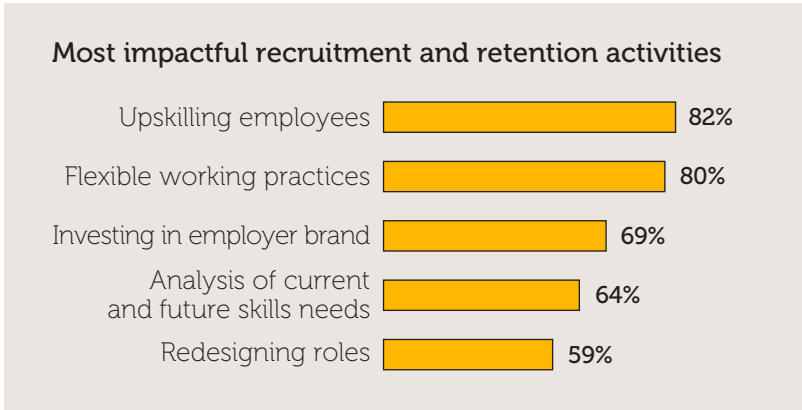 Most impactful recruitment and retention activities
Upskilling employees 82%
Flexible working practices 80%
Investing in employer brand 69%
Analysis of current
and future skills needs 64%
Redesigning roles 59%